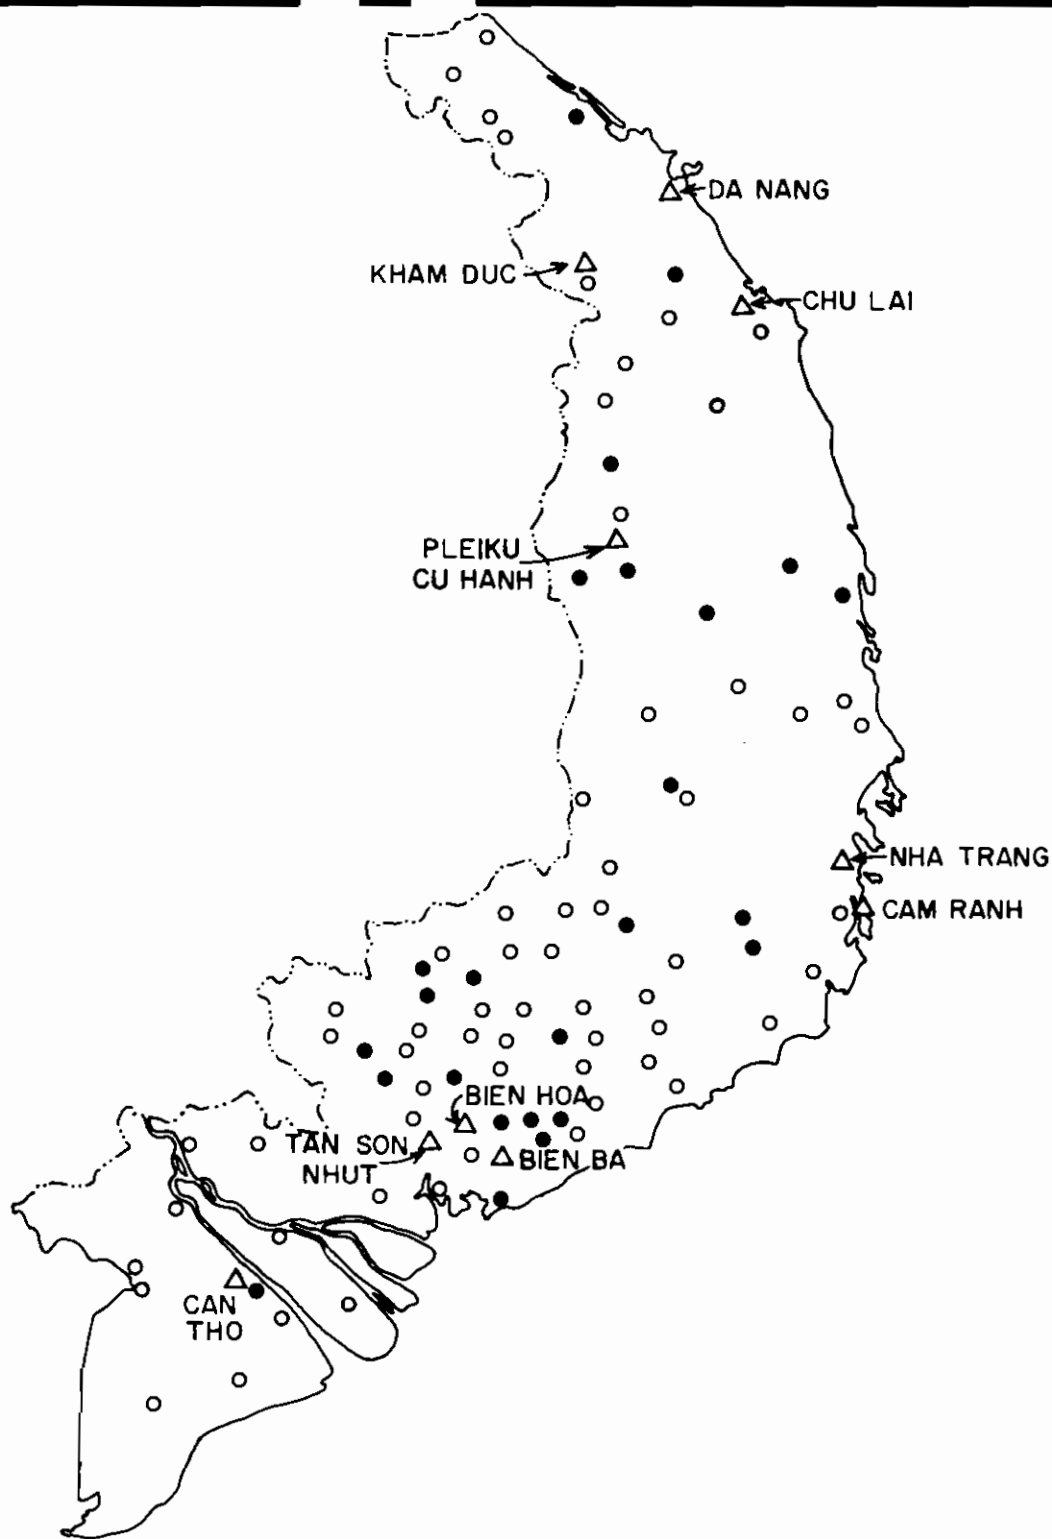 DA NANG
KHAM DUC
CHU LAI
PLEIKU
CU HANH
NHA TRANG
CAM RANH
BIEN HOA
TAN SON
NHUT
BIEN BA
CAN
THO